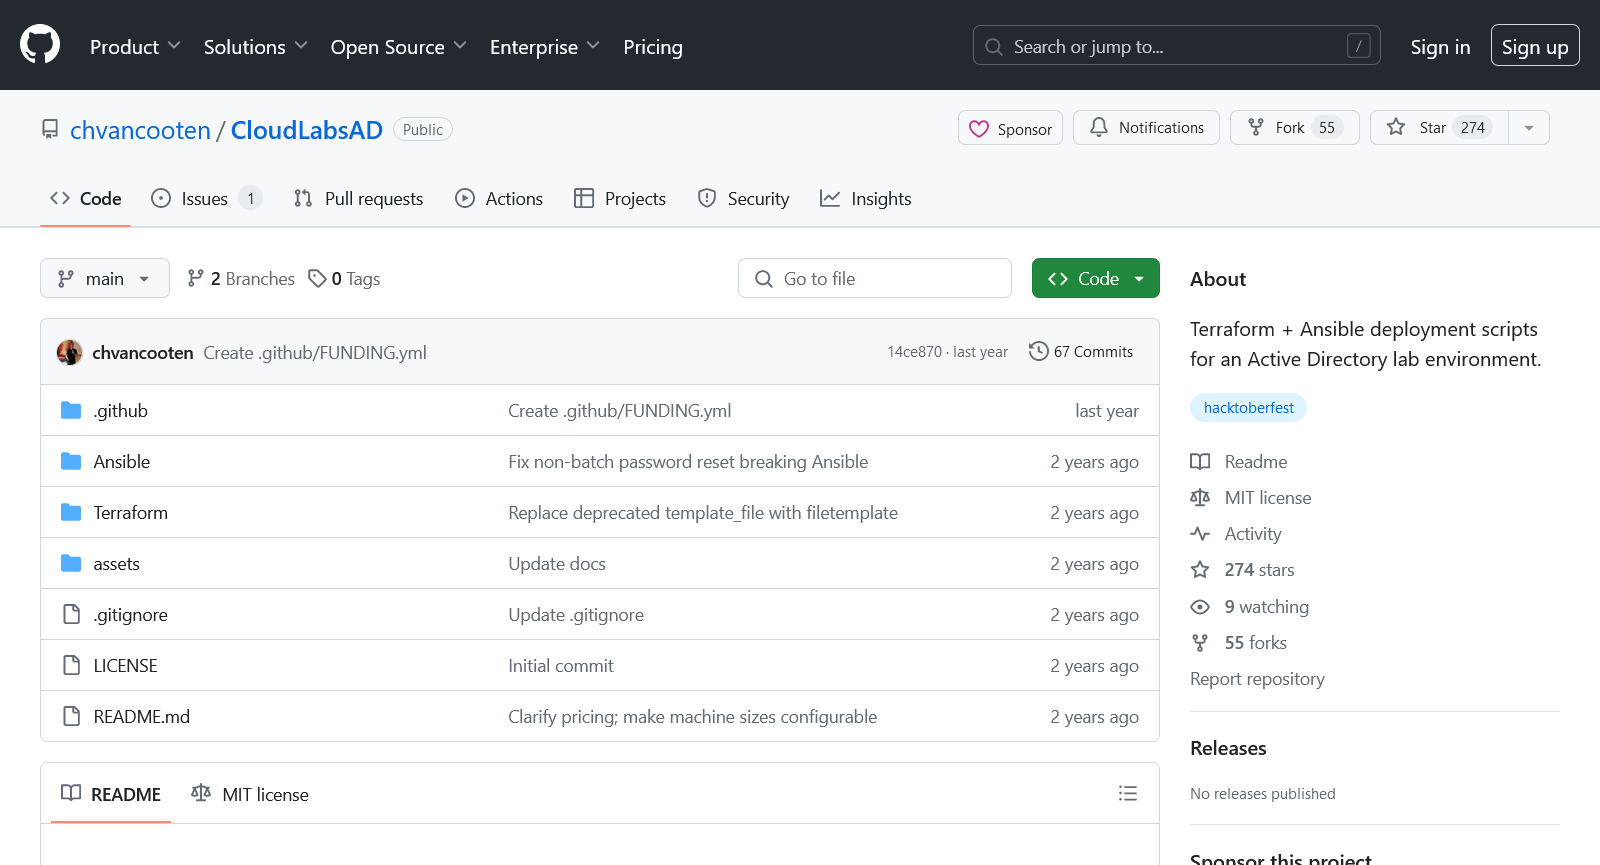 Product Solutions Open Source Enterprise Pricing Search or jump to... / Sign in Sign up
chvancooten / CloudLabsAD Public Sponsor Notifications Fork 55 Star 274
Code Issues 1 Pull requests Actions Projects Security Insights
main 2 Branches 0 Tags Go to file Code
chvancooten Create .github/FUNDING.yml 14ce870 · last year 67 Commits
.github Create .github/FUNDING.yml last year
Ansible Fix non-batch password reset breaking Ansible 2 years ago
Terraform Replace deprecated template_file with filetemplate 2 years ago
assets Update docs 2 years ago
.gitignore Update .gitignore 2 years ago
LICENSE Initial commit 2 years ago
README.md Clarify pricing; make machine sizes configurable 2 years ago
README MIT license
About
Terraform + Ansible deployment scripts
for an Active Directory lab environment.
hacktoberfest
Readme
MIT license
Activity
274 stars
9 watching
55 forks
Report repository
Releases
No releases published
Sponsor this project